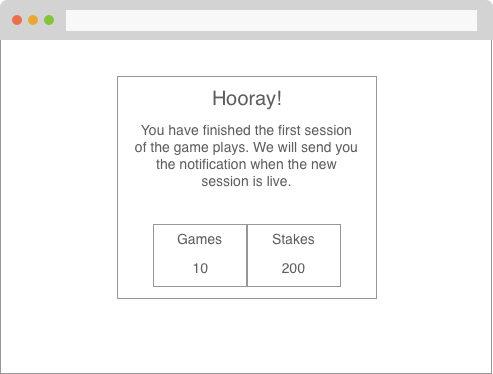 Hooray!
You have finished the first session
of the game plays. We will send you
the notification when the new
session is live.
Games Stakes
10 200